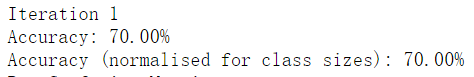 Iteration 1
Accuracy: 70.00%
Accuracy (normalised for class sizes): 70.00%